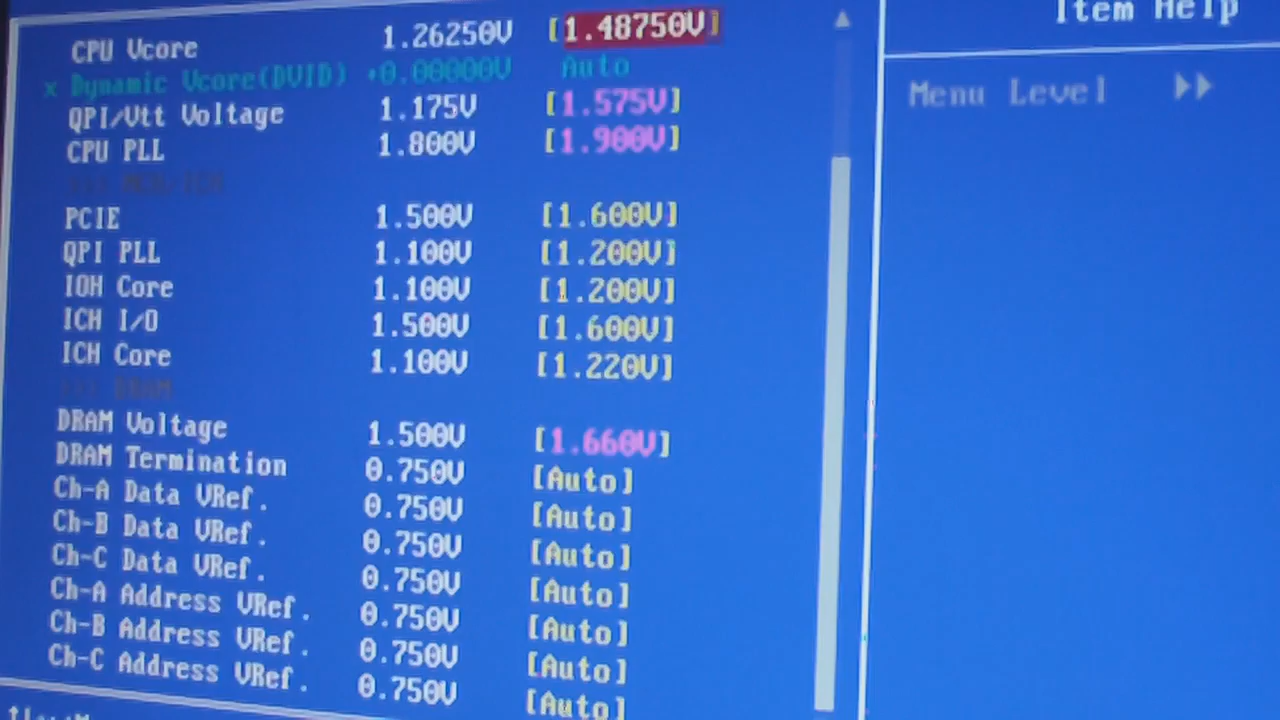 Item Help
CPU Vcore 1.26250V [1.48750V]
x Dynamic Vcore(DVID) +0.00000V Auto
Menu Level ▶▶
QPI/Vtt Voltage 1.175V [1.575V]
CPU PLL 1.800V [1.900V]
>>> MCH/ICH
PCIE 1.500V [1.600V]
QPI PLL 1.100V [1.200V]
IOH Core 1.100V [1.200V]
ICH I/O 1.500V [1.600V]
ICH Core 1.100V [1.220V]
>>> DRAM
DRAM Voltage 1.500V [1.660V]
DRAM Termination 0.750V [Auto]
Ch-A Data VRef. 0.750V [Auto]
Ch-B Data VRef. 0.750V [Auto]
Ch-C Data VRef. 0.750V [Auto]
Ch-A Address VRef. 0.750V [Auto]
Ch-B Address VRef. 0.750V [Auto]
Ch-C Address VRef. 0.750V [Auto]